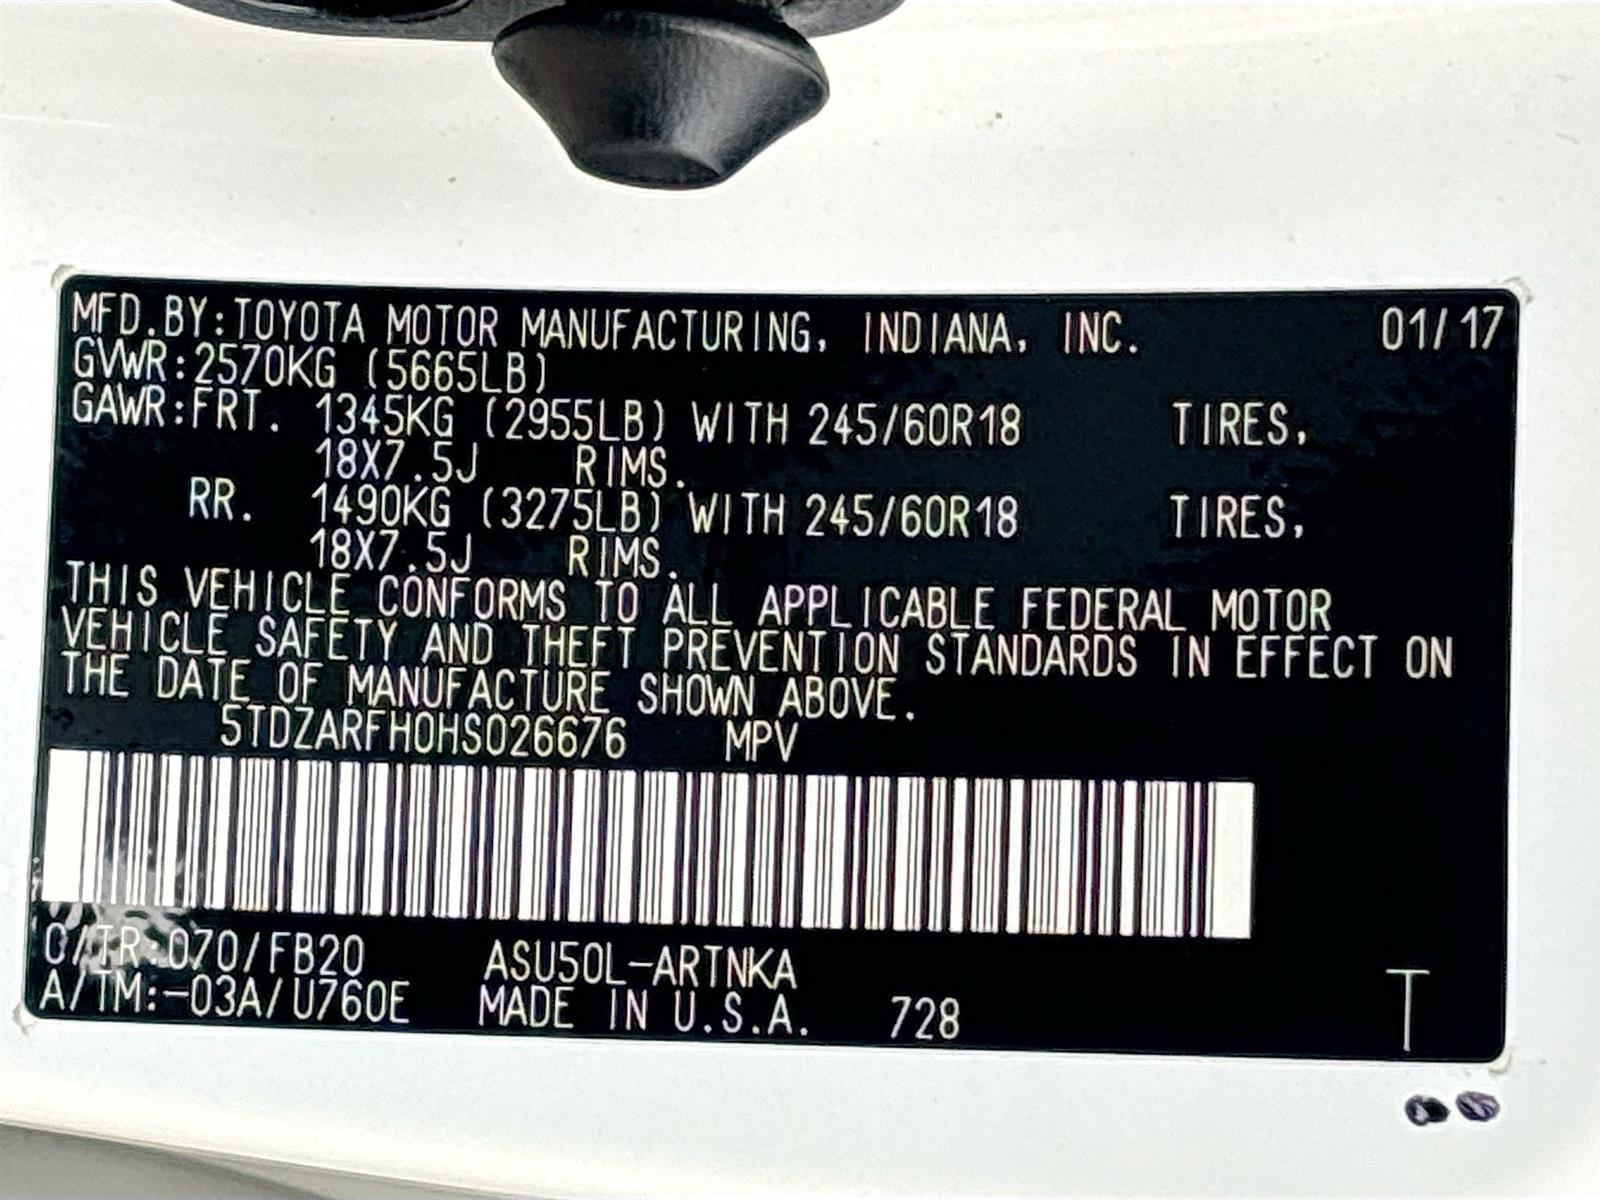 MFD.BY:TOYOTA MOTOR MANUFACTURING, INDIANA, INC. 01/17
GVWR:2570KG (5665LB)
GAWR:FRT. 1345KG (2955LB) WITH 245/60R18 TIRES,
18X7.5J RIMS.
RR. 1490KG (3275LB) WITH 245/60R18 TIRES,
18X7.5J RIMS.
THIS VEHICLE CONFORMS TO ALL APPLICABLE FEDERAL MOTOR
VEHICLE SAFETY AND THEFT PREVENTION STANDARDS IN EFFECT ON
THE DATE OF MANUFACTURE SHOWN ABOVE.
5TDZARFH0HS026676 MPV
C/TR:070/FB20 ASU50L-ARTNKA
A/TM:-03A/U760E MADE IN U.S.A. 728 T